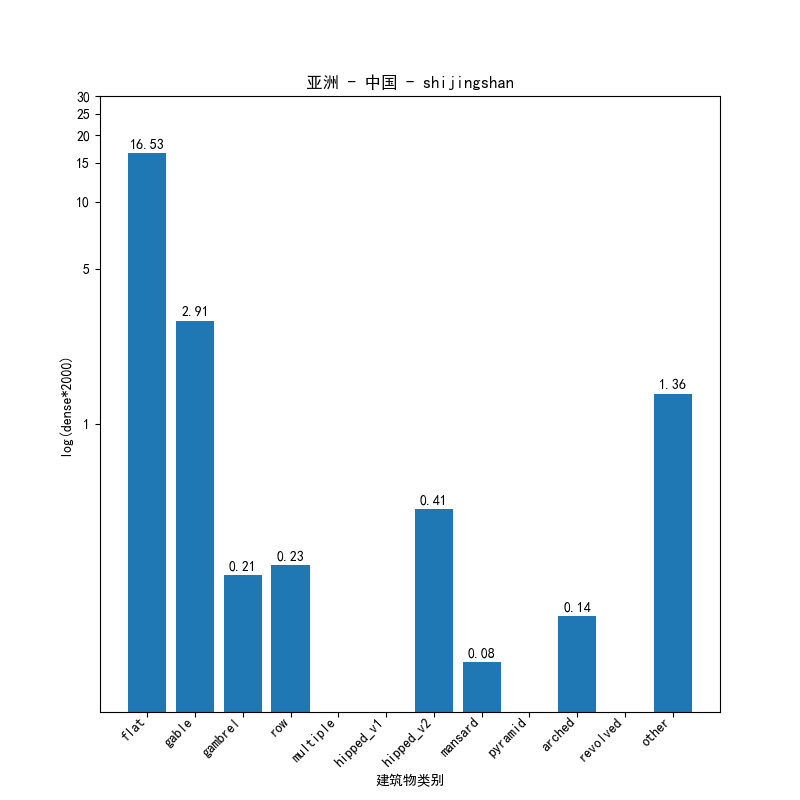 亚洲 - 中国 - shijingshan
30
25
20
15
10
5
1
log(dense*2000)
16.53
2.91
0.21
0.23
0.41
0.08
0.14
1.36
flat
gable
gambrel
row
multiple
hipped_v1
hipped_v2
mansard
pyramid
arched
revolved
other
建筑物类别